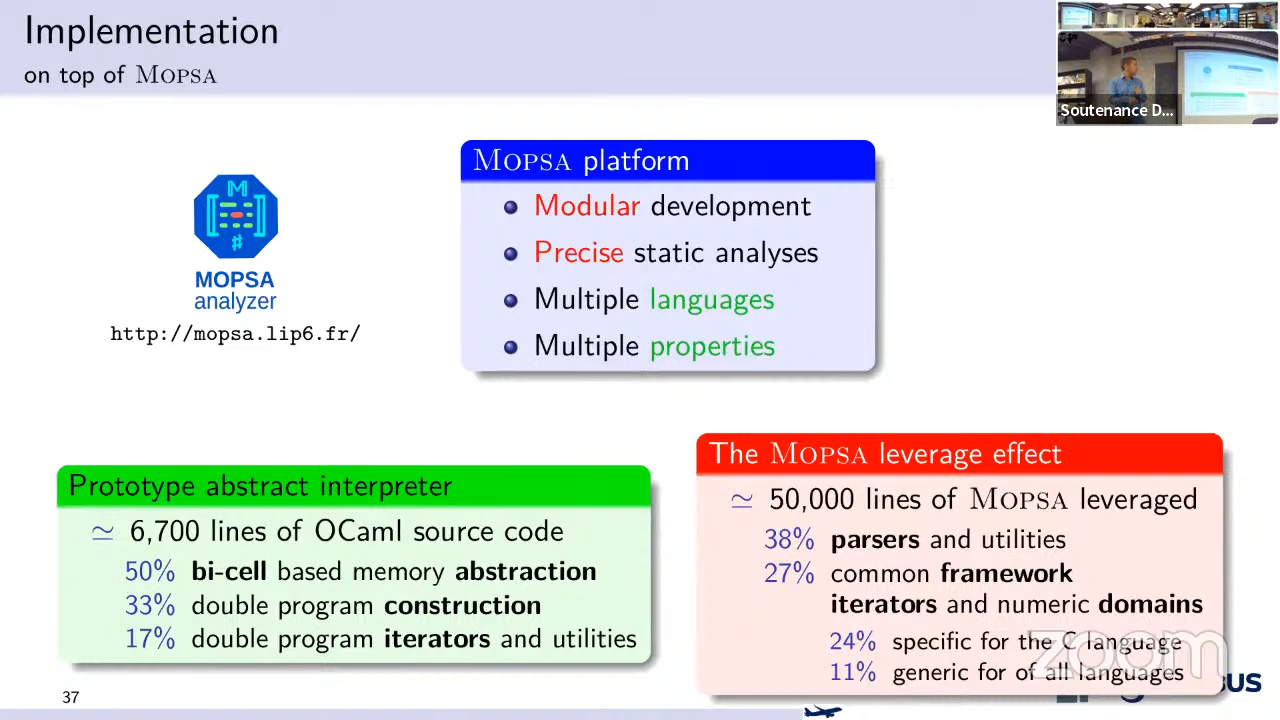 Implementation
on top of Mopsa
Soutenance D...
M
#
MOPSA
analyzer
http://mopsa.lip6.fr/
Mopsa platform
Modular development
Precise static analyses
Multiple languages
Multiple properties
Prototype abstract interpreter
≃ 6,700 lines of OCaml source code
50% bi-cell based memory abstraction
33% double program construction
17% double program iterators and utilities
The Mopsa leverage effect
≃ 50,000 lines of Mopsa leveraged
38% parsers and utilities
27% common framework
iterators and numeric domains
24% specific for the C language
11% generic for of all languages
zoom
37